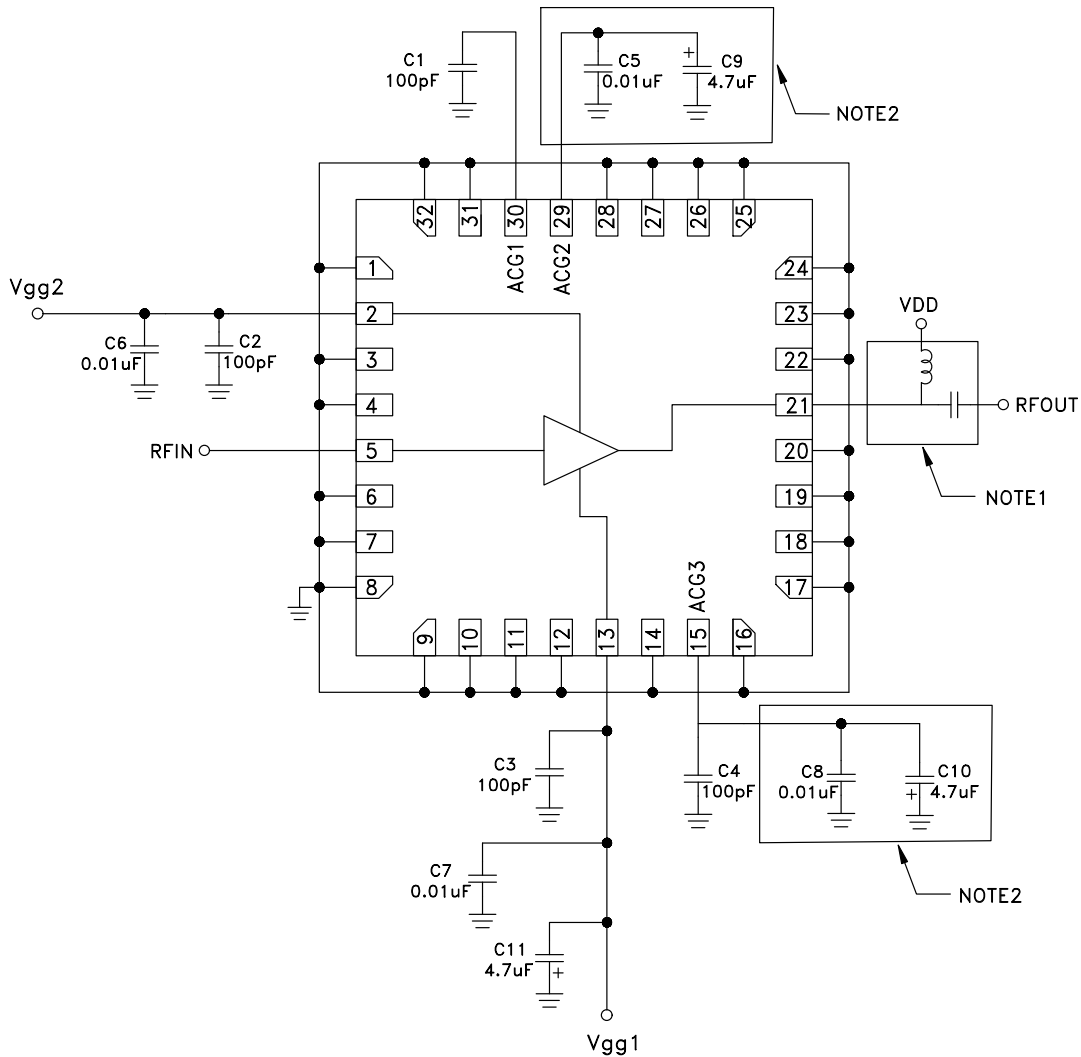 C1
100pF
+
C5
0.01uF
C9
4.7uF
NOTE2
32
31
30
29
28
27
26
25
ACG1
ACG2
1
24
Vgg2
2
23
VDD
C6
0.01uF
C2
100pF
3
22
4
21
RFOUT
RFIN
5
20
6
19
NOTE1
7
18
8
17
ACG3
9
10
11
12
13
14
15
16
C3
100pF
C4
100pF
C8
0.01uF
C10
+
4.7uF
C7
0.01uF
NOTE2
C11
4.7uF
+
Vgg1